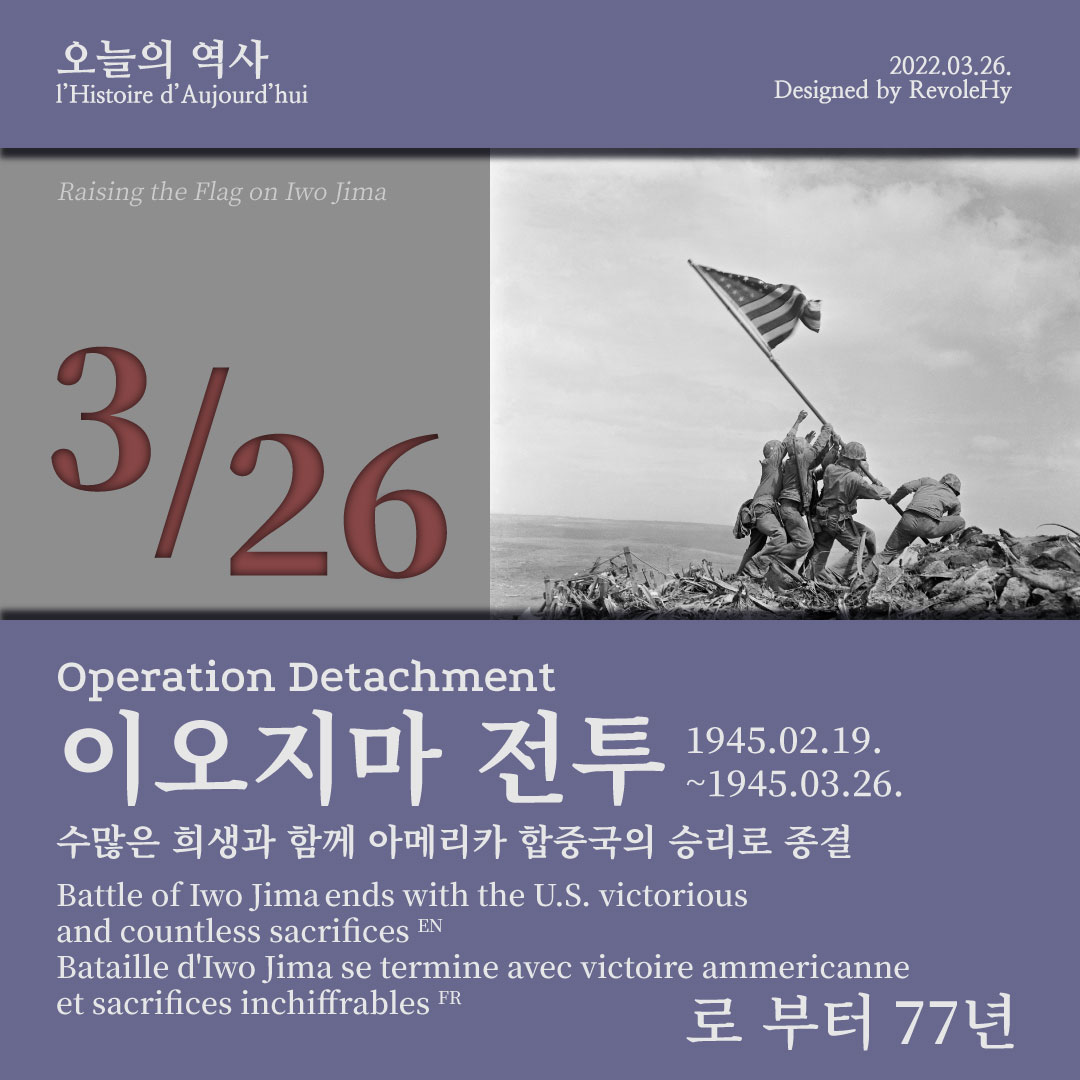 오늘의 역사
l’Histoire d’Aujourd’hui
2022.03.26.
Designed by RevoleHy
Raising the Flag on Iwo Jima
3/26
Operation Detachment
이오지마 전투
1945.02.19.
~1945.03.26.
수많은 희생과 함께 아메리카 합중국의 승리로 종결
Battle of Iwo Jima ends with the U.S. victorious
and countless sacrifices EN
Bataille d'Iwo Jima se termine avec victoire ammericanne
et sacrifices inchiffrables FR
로 부터 77년